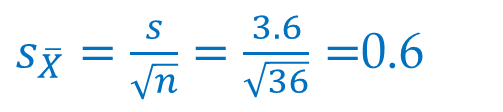 s_X̄ = s/√n = 3.6/√36 =0.6